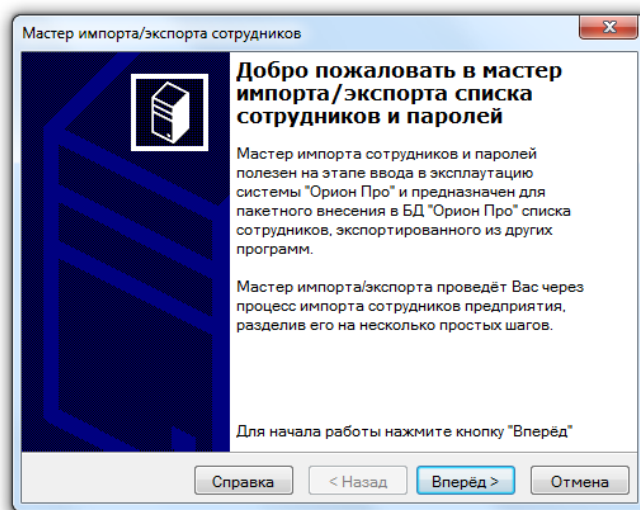 Мастер импорта/экспорта сотрудников
Добро пожаловать в мастер
импорта/экспорта списка
сотрудников и паролей
Мастер импорта сотрудников и паролей
полезен на этапе ввода в эксплаутацию
системы "Орион Про" и предназначен для
пакетного внесения в БД "Орион Про" списка
сотрудников, экспортированного из других
программ.
Мастер импорта/экспорта проведёт Вас через
процесс импорта сотрудников предприятия,
разделив его на несколько простых шагов.
Для начала работы нажмите кнопку "Вперёд"
Справка < Назад Вперёд > Отмена